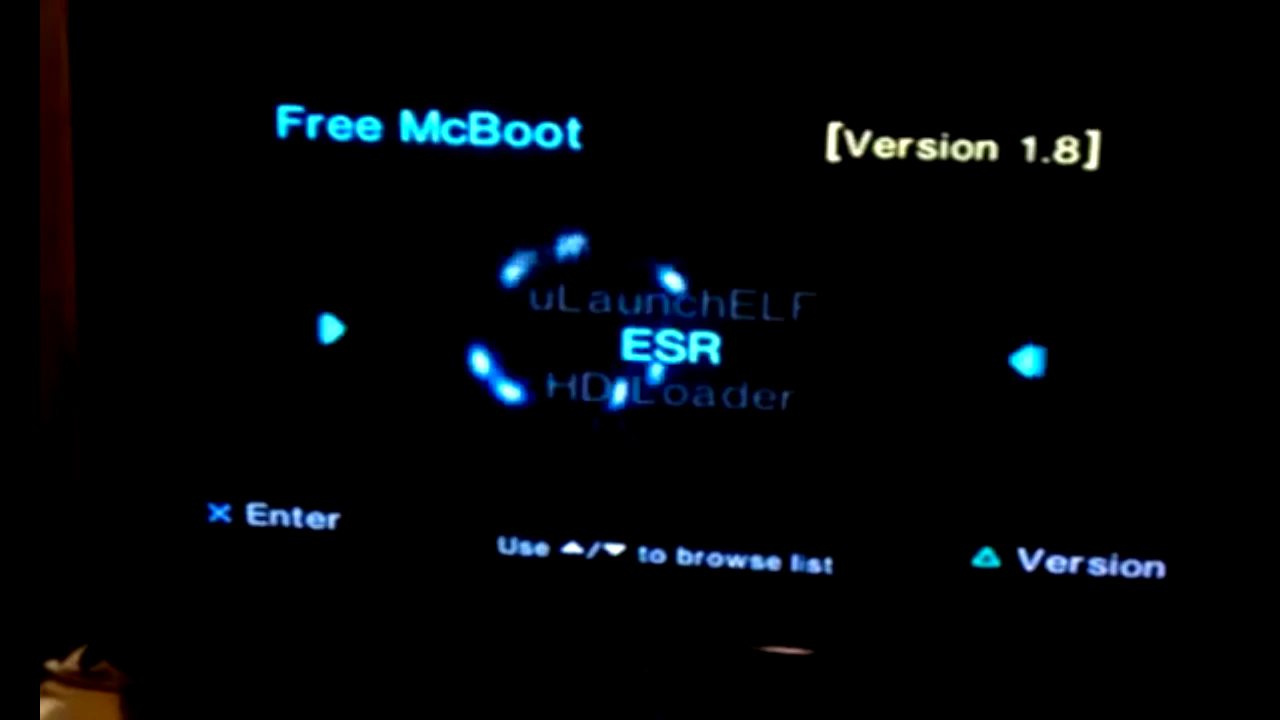 Free McBoot
[Version 1.8]
uLaunchELF
ESR
HDLoader
X Enter
Use ▲/▼ to browse list
△ Version